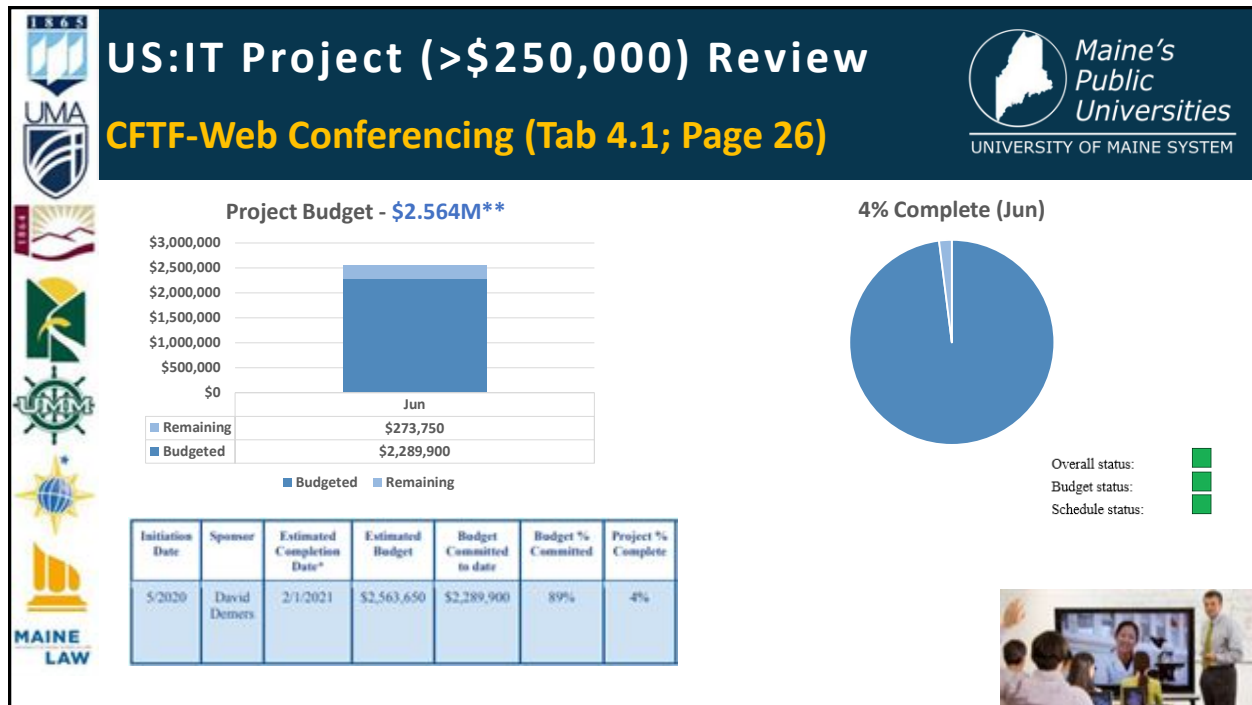 1865
US:IT Project (>$250,000) Review
CFTF-Web Conferencing (Tab 4.1; Page 26)
Maine's
Public
Universities
UNIVERSITY OF MAINE SYSTEM
UMA
1864
UMM
MAINE
LAW
Project Budget - $2.564M**
$3,000,000
$2,500,000
$2,000,000
$1,500,000
$1,000,000
$500,000
$0
Jun
Remaining $273,750
Budgeted $2,289,900
Budgeted Remaining
4% Complete (Jun)
Overall status:
Budget status:
Schedule status:
Initiation Date Sponsor Estimated Completion Date* Estimated Budget Budget Committed to date Budget % Committed Project % Complete
5/2020 David Demers 2/1/2021 $2,563,650 $2,289,900 89% 4%